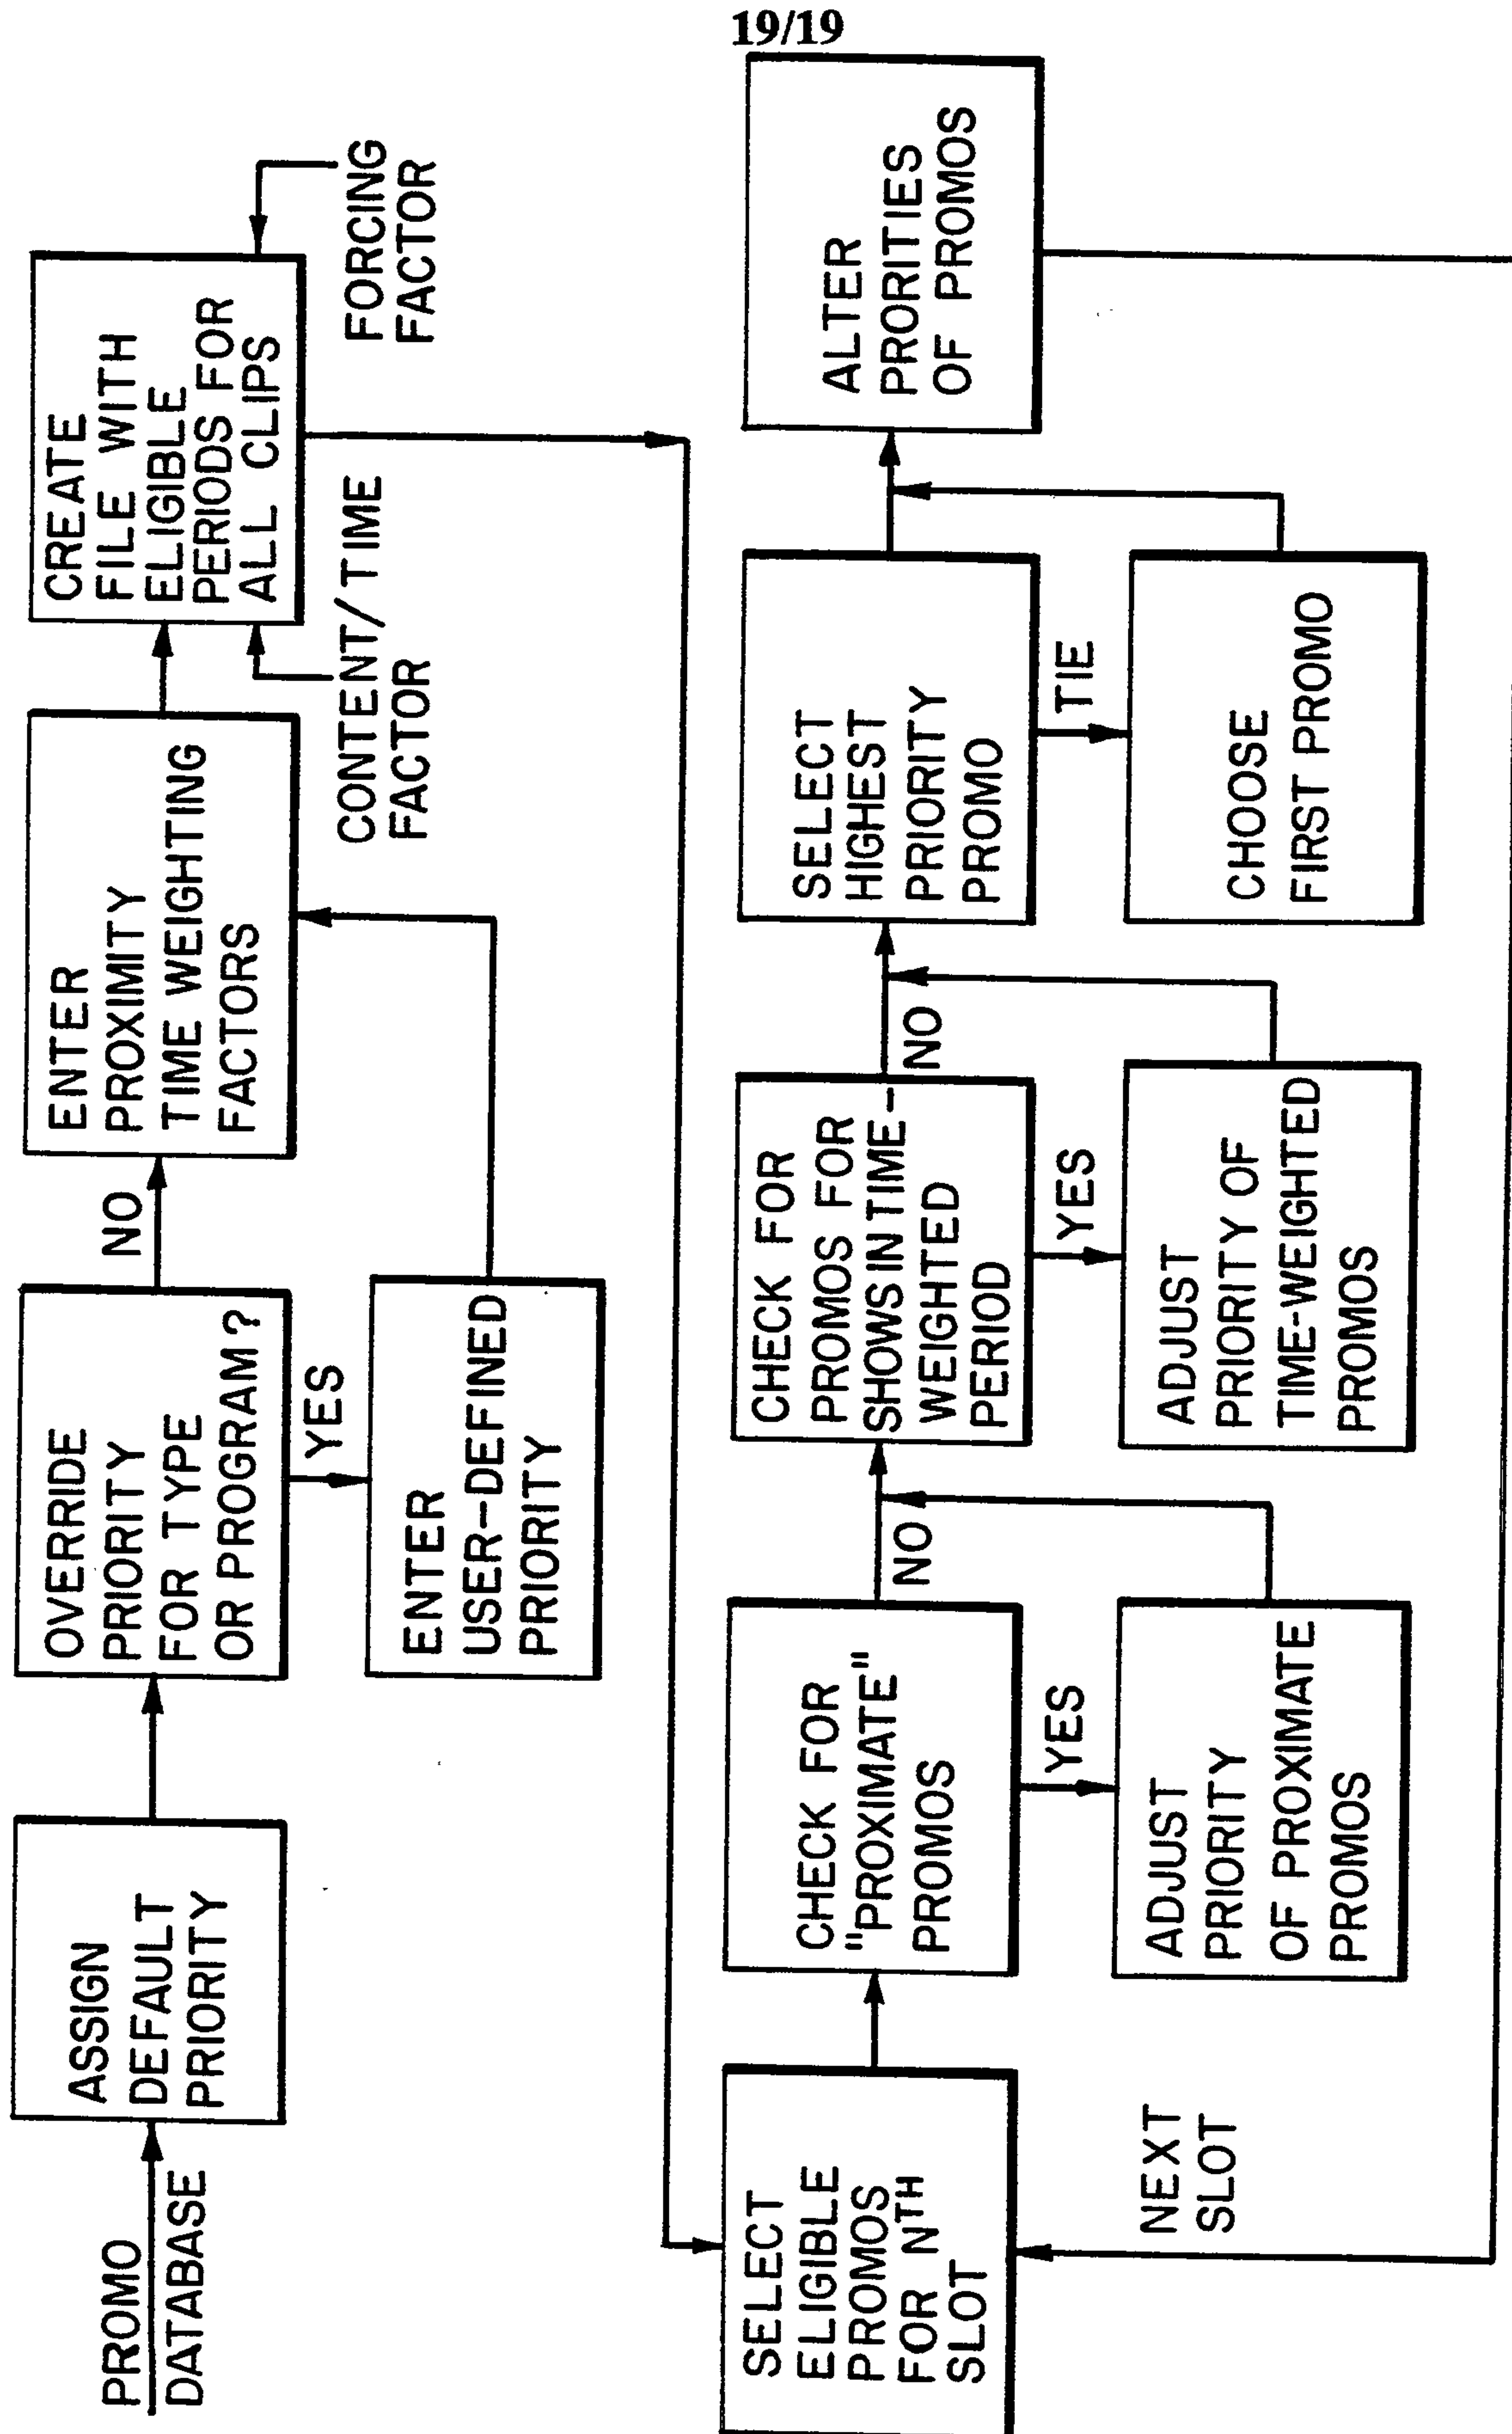 19/19
PROMO
DATABASE
ASSIGN
DEFAULT
PRIORITY
OVERRIDE
PRIORITY
FOR TYPE
OR PROGRAM?
NO
YES
ENTER
USER-DEFINED
PRIORITY
ENTER
PROXIMITY
TIME WEIGHTING
FACTORS
CONTENT/TIME
FACTOR
CREATE
FILE WITH
ELIGIBLE
PERIODS FOR
ALL CLIPS
FORCING
FACTOR
SELECT
ELIGIBLE
PROMOS
FOR NTH
SLOT
NEXT
SLOT
CHECK FOR
"PROXIMATE"
PROMOS
NO
YES
ADJUST
PRIORITY
OF PROXIMATE
PROMOS
CHECK FOR
PROMOS FOR
SHOWS IN TIME-
WEIGHTED
PERIOD
NO
YES
ADJUST
PRIORITY OF
TIME-WEIGHTED
PROMOS
SELECT
HIGHEST
PRIORITY
PROMO
TIE
CHOOSE
FIRST PROMO
ALTER
PRIORITIES
OF PROMOS